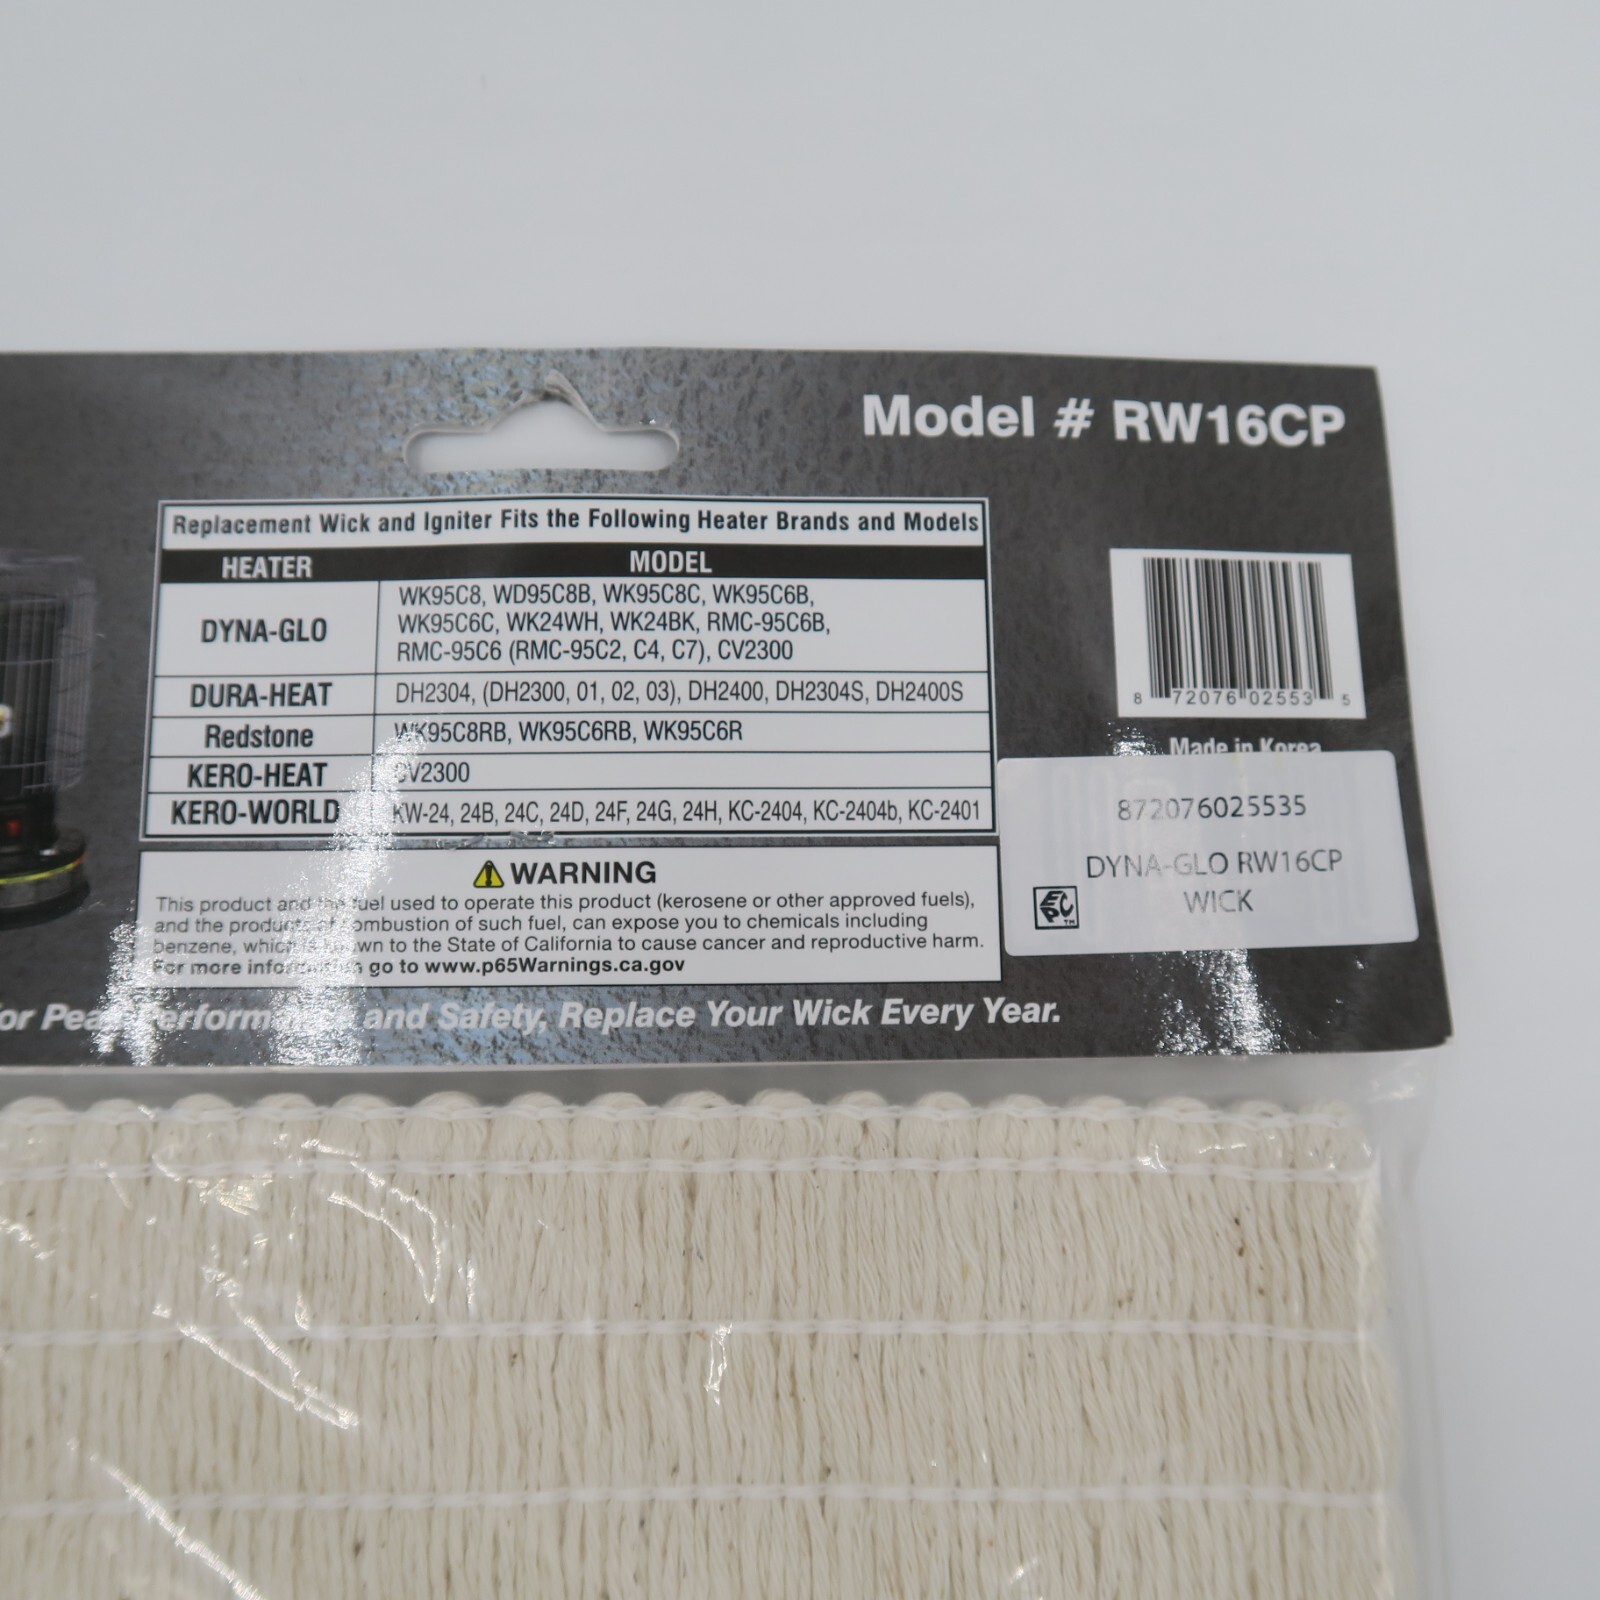 Model # RW16CP
Replacement Wick and Igniter Fits the Following Heater Brands and Models
HEATER MODEL
DYNA-GLO WK95C8, WD95C8B, WK95C8C, WK95C6B,
WK95C6C, WK24WH, WK24BK, RMC-95C6B,
RMC-95C6 (RMC-95C2, C4, C7), CV2300
DURA-HEAT DH2304, (DH2300, 01, 02, 03), DH2400, DH2304S, DH2400S
Redstone WK95C8RB, WK95C6RB, WK95C6R
KERO-HEAT CV2300
KERO-WORLD KW-24, 24B, 24C, 24D, 24F, 24G, 24H, KC-2404, KC-2404b, KC-2401
8 72076 02553 5
Made in Korea
872076025535
DYNA-GLO RW16CP
WICK
EPC TM
WARNING
This product and the fuel used to operate this product (kerosene or other approved fuels),
and the products of combustion of such fuel, can expose you to chemicals including
benzene, which is known to the State of California to cause cancer and reproductive harm.
For more information go to www.p65Warnings.ca.gov
or Peak Performance and Safety, Replace Your Wick Every Year.